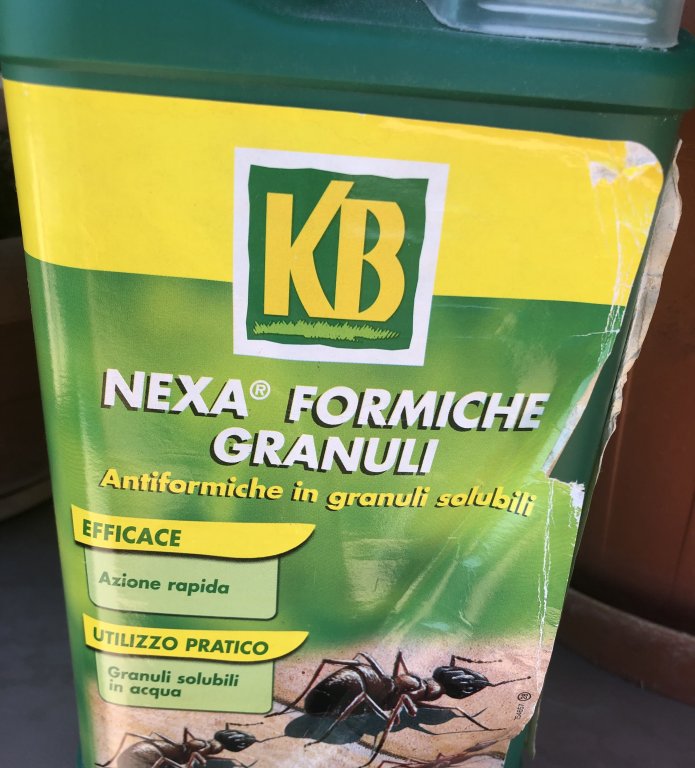 KB
NEXA® FORMICHE
GRANULI
Antiformiche in granuli solubili
EFFICACE
Azione rapida
UTILIZZO PRATICO
Granuli solubili
in acqua